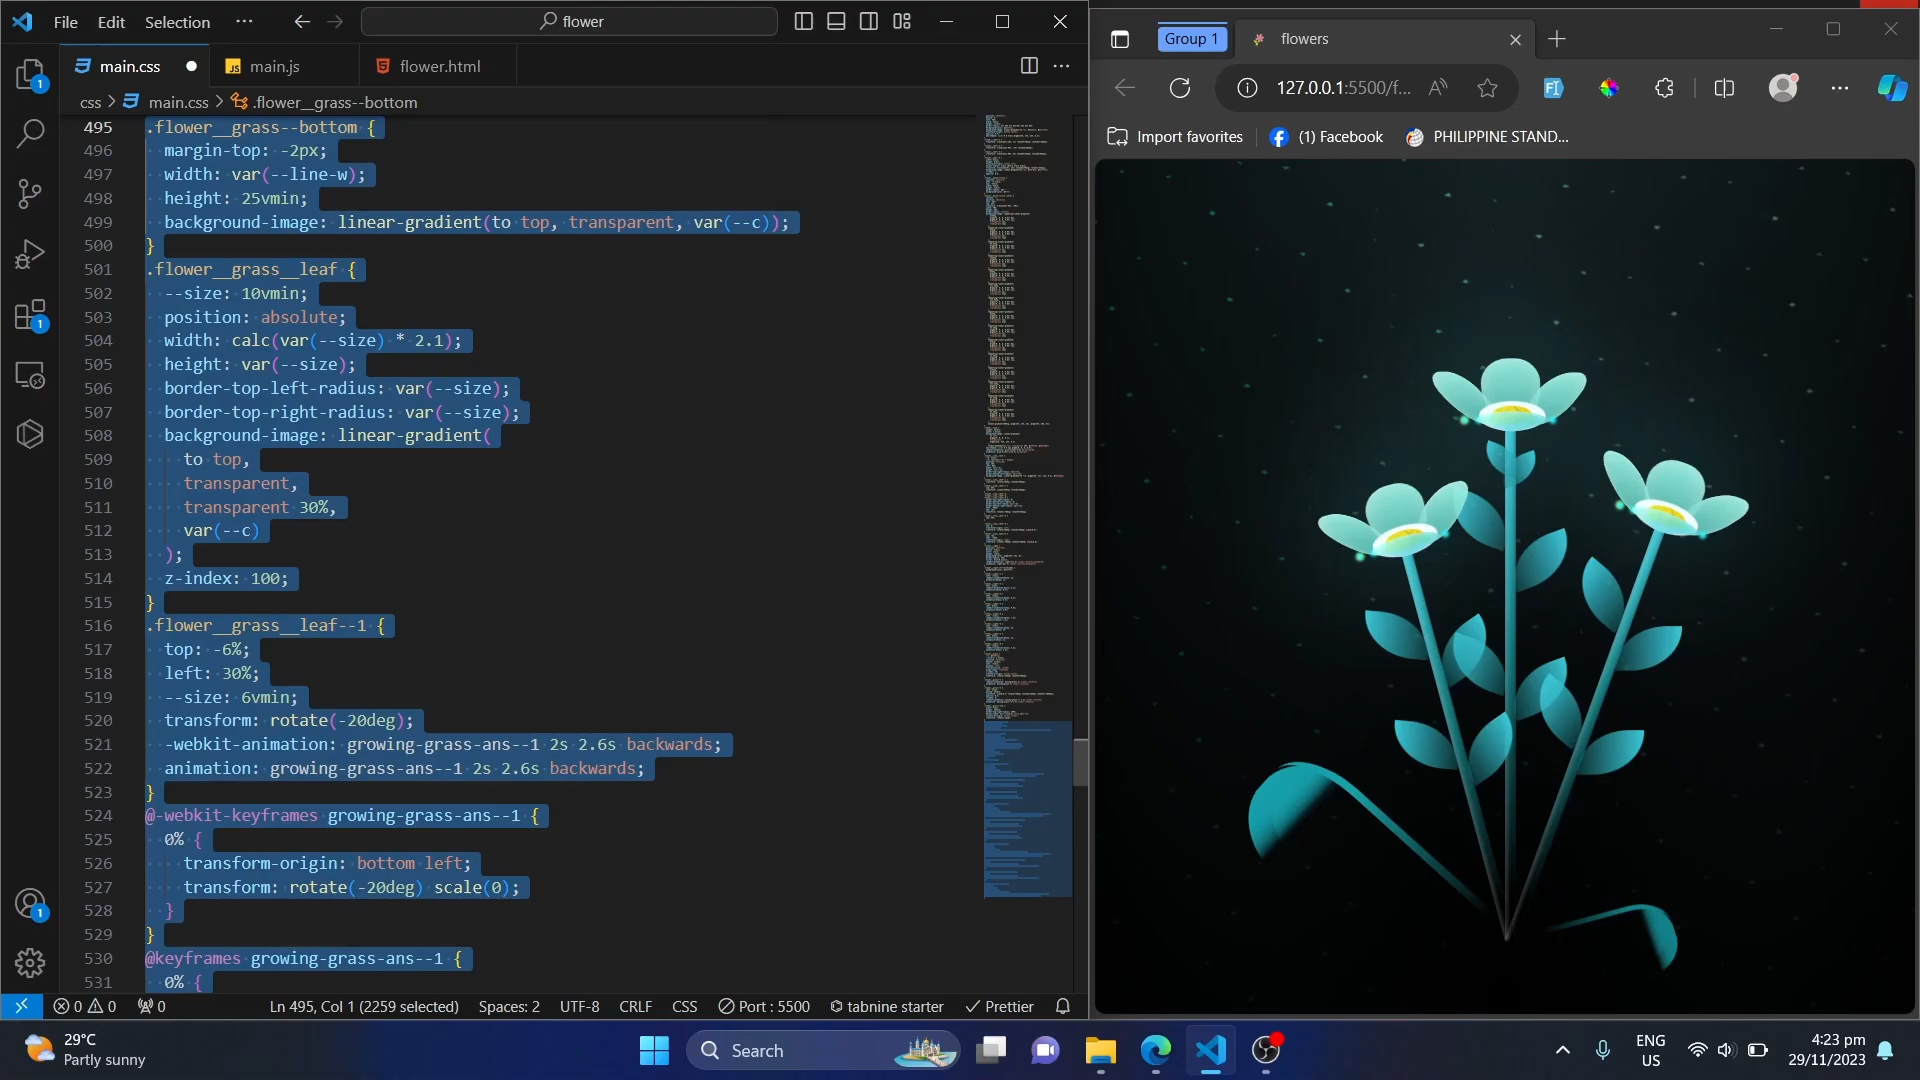 File Edit Selection ··· flower
main.css main.js flower.html
css > main.css > .flower__grass--bottom
495 .flower__grass--bottom {
496 margin-top: -2px;
497 width: var(--line-w);
498 height: 25vmin;
499 background-image: linear-gradient(to top, transparent, var(--c));
500 }
501 .flower__grass__leaf {
502 --size: 10vmin;
503 position: absolute;
504 width: calc(var(--size) * 2.1);
505 height: var(--size);
506 border-top-left-radius: var(--size);
507 border-top-right-radius: var(--size);
508 background-image: linear-gradient(
509 to top,
510 transparent,
511 transparent 30%,
512 var(--c)
513 );
514 z-index: 100;
515 }
516 .flower__grass__leaf--1 {
517 top: -6%;
518 left: 30%;
519 --size: 6vmin;
520 transform: rotate(-20deg);
521 -webkit-animation: growing-grass-ans--1 2s 2.6s backwards;
522 animation: growing-grass-ans--1 2s 2.6s backwards;
523 }
524 @-webkit-keyframes growing-grass-ans--1 {
525 0% {
526 transform-origin: bottom left;
527 transform: rotate(-20deg) scale(0);
528 }
529 }
530 @keyframes growing-grass-ans--1 {
531 0% {
1
1
1
0 0 0 Ln 495, Col 1 (2259 selected) Spaces: 2 UTF-8 CRLF CSS Port : 5500 tabnine starter Prettier
Group 1 flowers
127.0.0.1:5500/f...
Import favorites (1) Facebook PHILIPPINE STAND...
29°C
Partly sunny
Search
ENG
US
4:23 pm
29/11/2023